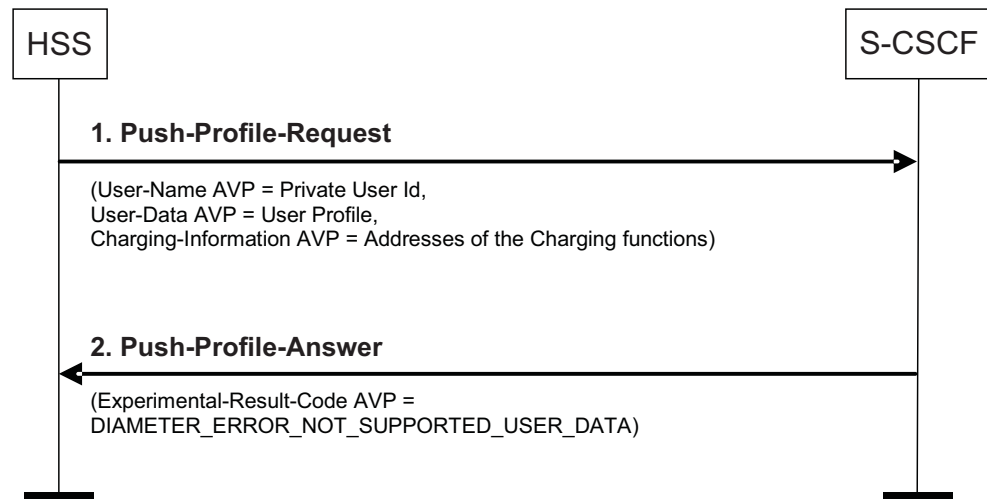 HSS
S-CSCF
1. Push-Profile-Request
(User-Name AVP = Private User Id,
User-Data AVP = User Profile,
Charging-Information AVP = Addresses of the Charging functions)
2. Push-Profile-Answer
(Experimental-Result-Code AVP =
DIAMETER_ERROR_NOT_SUPPORTED_USER_DATA)